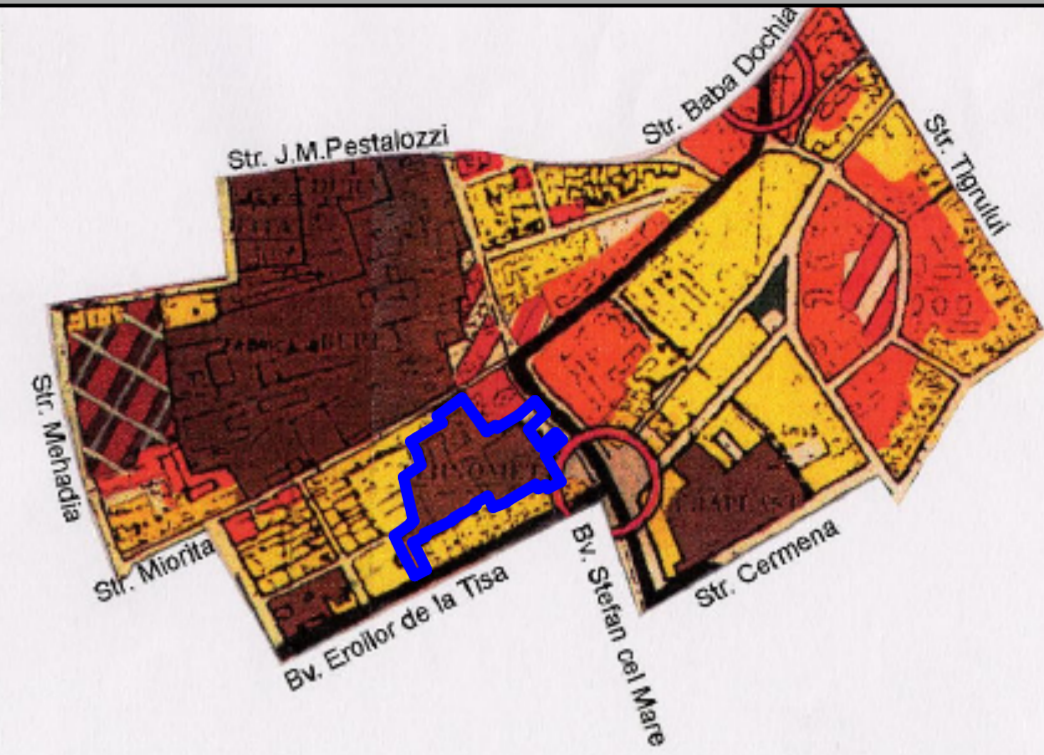 Str. Baba Dochia
Str. J.M.Pestalozzi
Str. Tigrului
Str. Mehadia
Str. Miorita
Bv. Eroilor de la Tisa
Bv. Stefan cel Mare
Str. Cermena